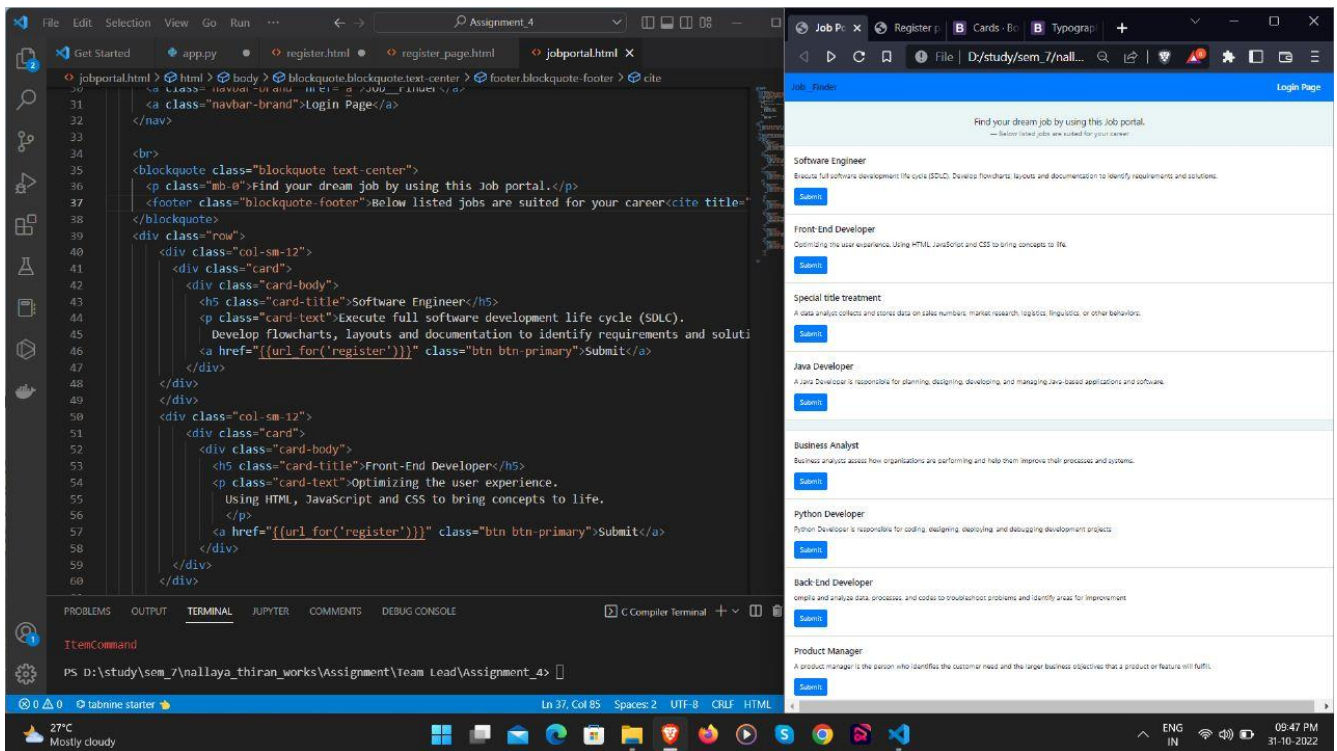 File Edit Selection View Go Run ··· Assignment_4
Get Started app.py register.html register_page.html jobportal.html
jobportal.html > html > body > blockquote.blockquote.text-center > footer.blockquote-footer > cite
31 <a class="navbar-brand">Login Page</a>
32 </nav>
33
34 <br>
35 <blockquote class="blockquote text-center">
36 <p class="mb-0">Find your dream job by using this Job portal.</p>
37 <footer class="blockquote-footer">Below listed jobs are suited for your career<cite title="
38 </blockquote>
39 <div class="row">
40 <div class="col-sm-12">
41 <div class="card">
42 <div class="card-body">
43 <h5 class="card-title">Software Engineer</h5>
44 <p class="card-text">Execute full software development life cycle (SDLC).
45 Develop flowcharts, layouts and documentation to identify requirements and soluti
46 <a href="{{url_for('register')}}" class="btn btn-primary">Submit</a>
47 </div>
48 </div>
49 </div>
50 <div class="col-sm-12">
51 <div class="card">
52 <div class="card-body">
53 <h5 class="card-title">Front-End Developer</h5>
54 <p class="card-text">Optimizing the user experience.
55 Using HTML, JavaScript and CSS to bring concepts to life.
56 </p>
57 <a href="{{url_for('register')}}" class="btn btn-primary">Submit</a>
58 </div>
59 </div>
60 </div>
PROBLEMS OUTPUT TERMINAL JUPYTER COMMENTS DEBUG CONSOLE C Compiler Terminal
ItemCommand
PS D:\study\sem_7\nallaya_thiran_works\Assignment\Team Lead\Assignment_4>
0 0 tabnine starter Ln 37, Col 85 Spaces: 2 UTF-8 CRLF HTML
Job Po Register p Cards · Bo Typograp
File D:/study/sem_7/nall...
Job_Finder Login Page
Find your dream job by using this Job portal.
— Below listed jobs are suited for your career
Software Engineer
Execute full software development life cycle (SDLC). Develop flowcharts, layouts and documentation to identify requirements and solutions.
Submit
Front-End Developer
Optimizing the user experience. Using HTML, JavaScript and CSS to bring concepts to life.
Submit
Special title treatment
A data analyst collects and stores data on sales numbers, market research, logistics, linguistics, or other behaviors.
Submit
Java Developer
A Java Developer is responsible for planning, designing, developing, and managing Java-based applications and software.
Submit
Business Analyst
Business analysts assess how organisations are performing and help them improve their processes and systems.
Submit
Python Developer
Python Developer is responsible for coding, designing, deploying, and debugging development projects
Submit
Back-End Developer
ompile and analyze data, processes, and codes to troubleshoot problems and identify areas for improvement
Submit
Product Manager
A product manager is the person who identifies the customer need and the larger business objectives that a product or feature will fulfill.
Submit
27°C
Mostly cloudy
ENG
IN
09:47 PM
31-10-2022